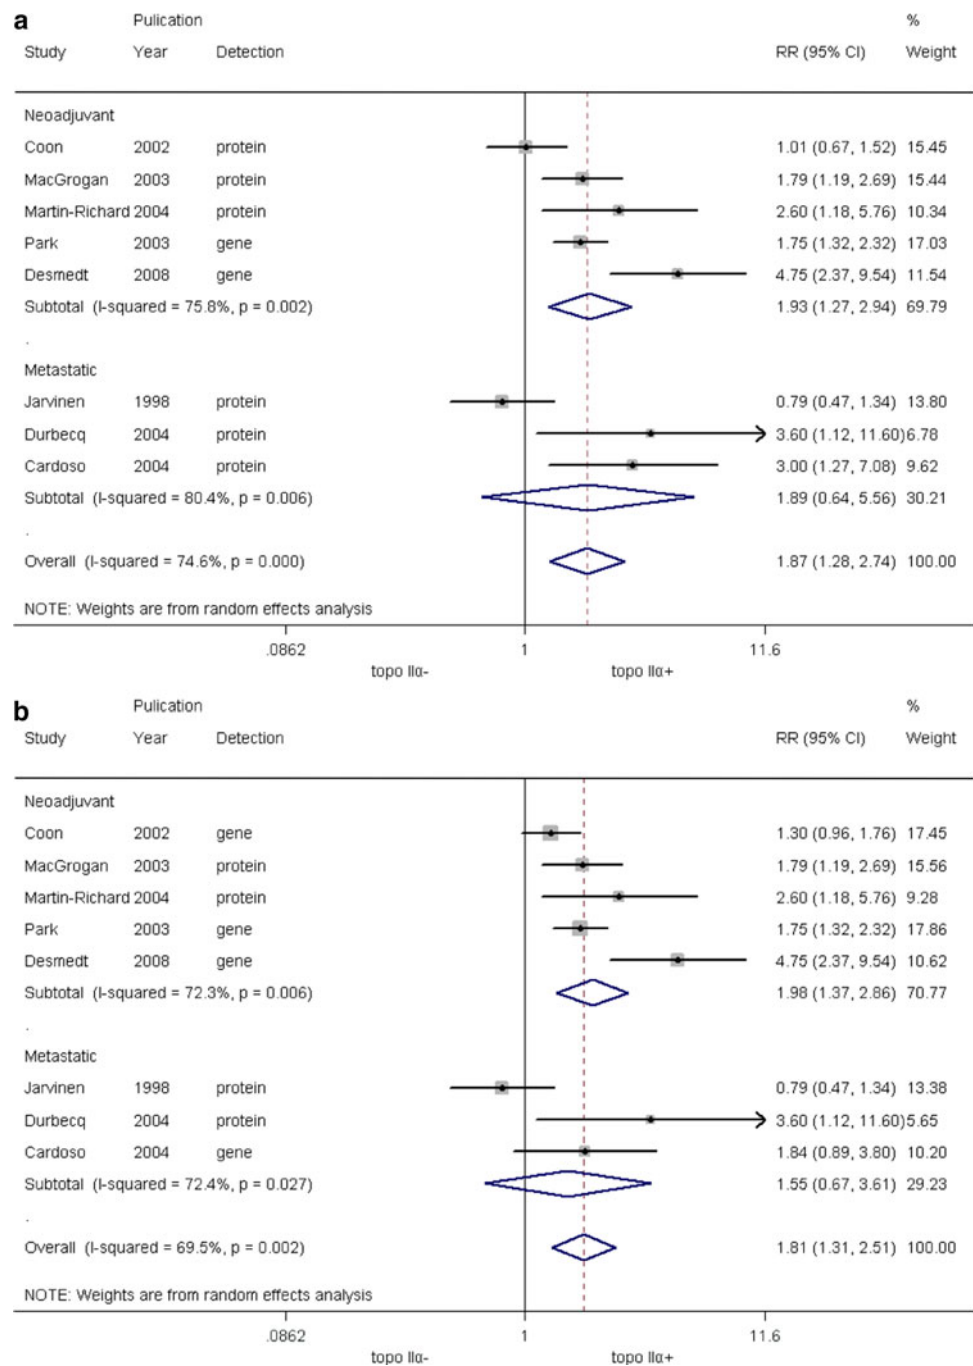 a
Pulication %
Study Year Detection RR (95% CI) Weight
Neoadjuvant
Coon 2002 protein 1.01 (0.67, 1.52) 15.45
MacGrogan 2003 protein 1.79 (1.19, 2.69) 15.44
Martin-Richard 2004 protein 2.60 (1.18, 5.76) 10.34
Park 2003 gene 1.75 (1.32, 2.32) 17.03
Desmedt 2008 gene 4.75 (2.37, 9.54) 11.54
Subtotal (I-squared = 75.8%, p = 0.002) 1.93 (1.27, 2.94) 69.79
.
Metastatic
Jarvinen 1998 protein 0.79 (0.47, 1.34) 13.80
Durbecq 2004 protein 3.60 (1.12, 11.60) 6.78
Cardoso 2004 protein 3.00 (1.27, 7.08) 9.62
Subtotal (I-squared = 80.4%, p = 0.006) 1.89 (0.64, 5.56) 30.21
.
Overall (I-squared = 74.6%, p = 0.000) 1.87 (1.28, 2.74) 100.00
NOTE: Weights are from random effects analysis
.0862 1 11.6
topo IIα- topo IIα+
b
Pulication %
Study Year Detection RR (95% CI) Weight
Neoadjuvant
Coon 2002 gene 1.30 (0.96, 1.76) 17.45
MacGrogan 2003 protein 1.79 (1.19, 2.69) 15.56
Martin-Richard 2004 protein 2.60 (1.18, 5.76) 9.28
Park 2003 gene 1.75 (1.32, 2.32) 17.86
Desmedt 2008 gene 4.75 (2.37, 9.54) 10.62
Subtotal (I-squared = 72.3%, p = 0.006) 1.98 (1.37, 2.86) 70.77
.
Metastatic
Jarvinen 1998 protein 0.79 (0.47, 1.34) 13.38
Durbecq 2004 protein 3.60 (1.12, 11.60) 5.65
Cardoso 2004 gene 1.84 (0.89, 3.80) 10.20
Subtotal (I-squared = 72.4%, p = 0.027) 1.55 (0.67, 3.61) 29.23
.
Overall (I-squared = 69.5%, p = 0.002) 1.81 (1.31, 2.51) 100.00
NOTE: Weights are from random effects analysis
.0862 1 11.6
topo IIα- topo IIα+